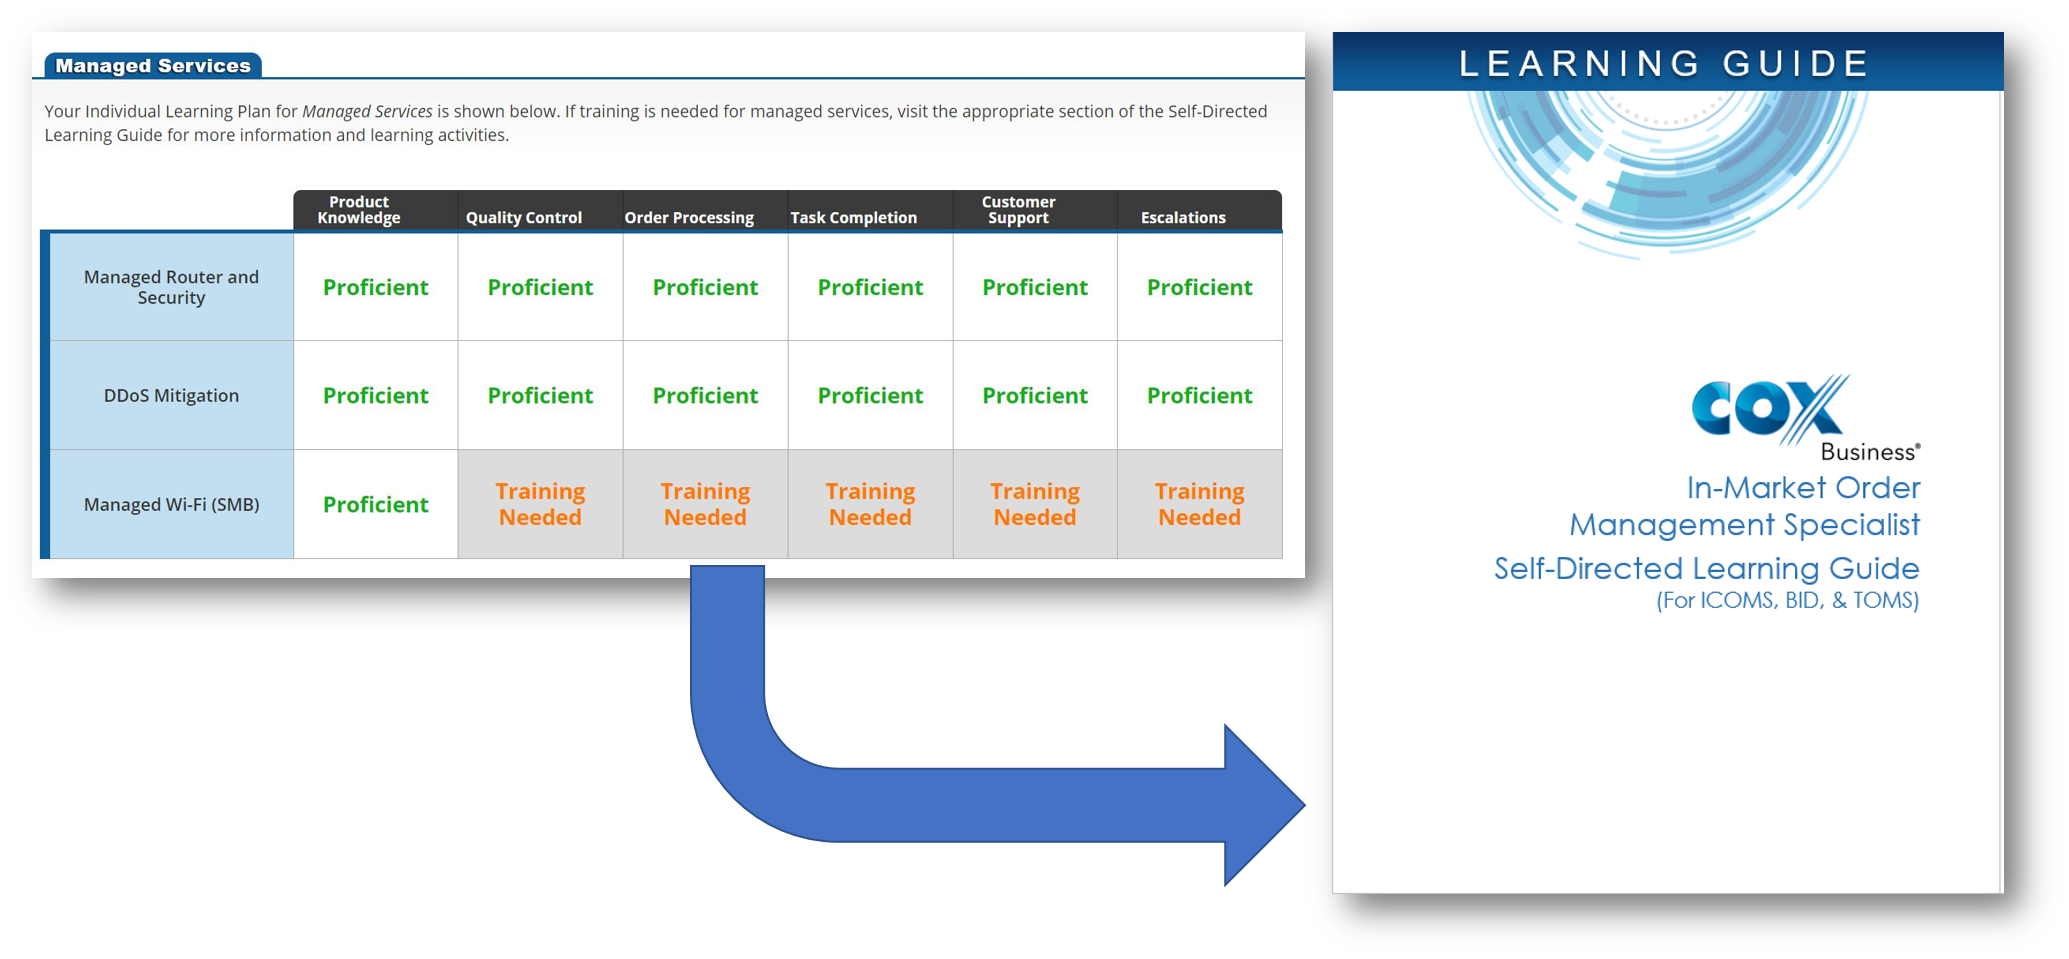 Managed Services
Your Individual Learning Plan for Managed Services is shown below. If training is needed for managed services, visit the appropriate section of the Self-Directed
Learning Guide for more information and learning activities.
Product
Knowledge
Quality Control
Order Processing
Task Completion
Customer
Support
Escalations
Managed Router and
Security
Proficient
Proficient
Proficient
Proficient
Proficient
Proficient
DDoS Mitigation
Proficient
Proficient
Proficient
Proficient
Proficient
Proficient
Managed Wi-Fi (SMB)
Proficient
Training
Needed
Training
Needed
Training
Needed
Training
Needed
Training
Needed
LEARNING GUIDE
COX
Business®
In-Market Order
Management Specialist
Self-Directed Learning Guide
(For ICOMS, BID, & TOMS)